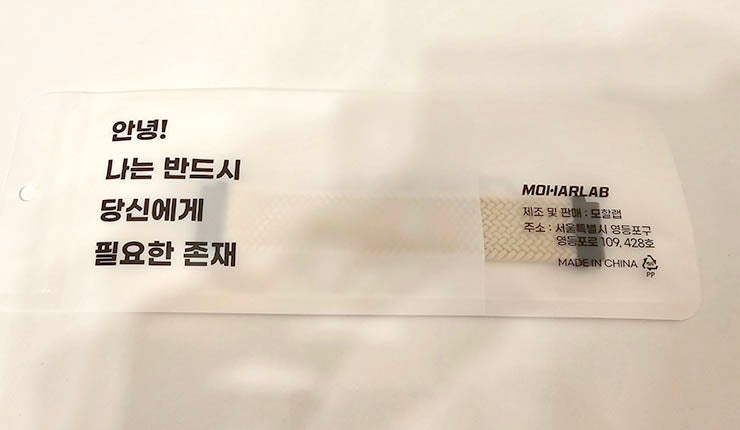 안녕!
나는 반드시
당신에게
필요한 존재
MOHARLAB
제조 및 판매 : 모찰랩
주소 : 서울특별시 영등포구
영등포로 109, 428호
MADE IN CHINA
PP